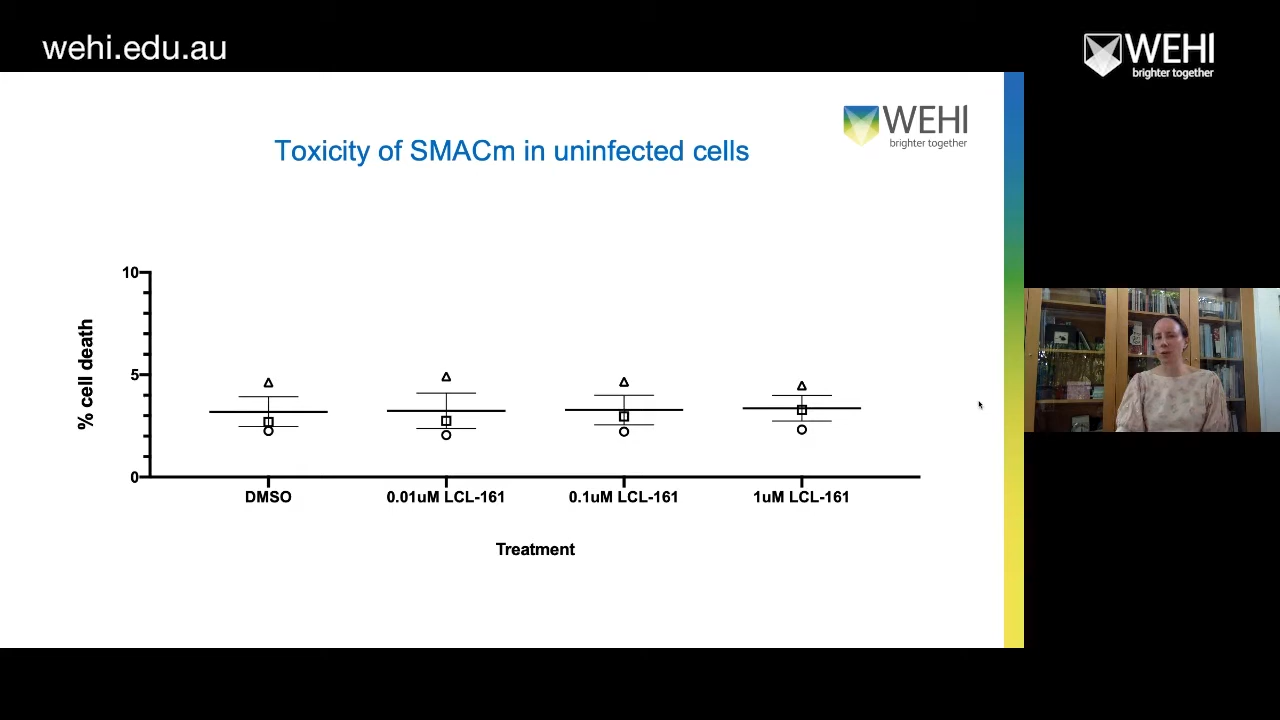 wehi.edu.au
WEHI
brighter together
WEHI
brighter together
Toxicity of SMACm in uninfected cells
% cell death
10
5
0
DMSO
0.01uM LCL-161
0.1uM LCL-161
1uM LCL-161
Treatment